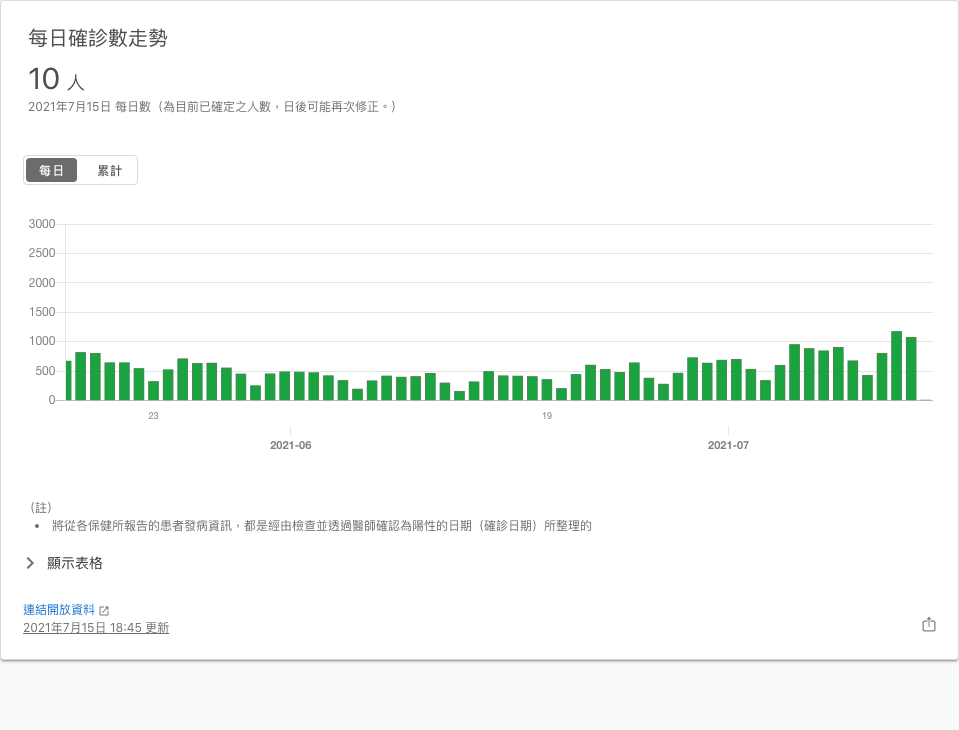 每日確診數走勢
10 人
2021年7月15日 每日數（為目前已確定之人數，日後可能再次修正。）
每日 累計
3000
2500
2000
1500
1000
500
0
23 19
2021-06 2021-07
（註）
• 將從各保健所報告的患者發病資訊，都是經由檢查並透過醫師確認為陽性的日期（確診日期）所整理的
顯示表格
連結開放資料
2021年7月15日 18:45 更新